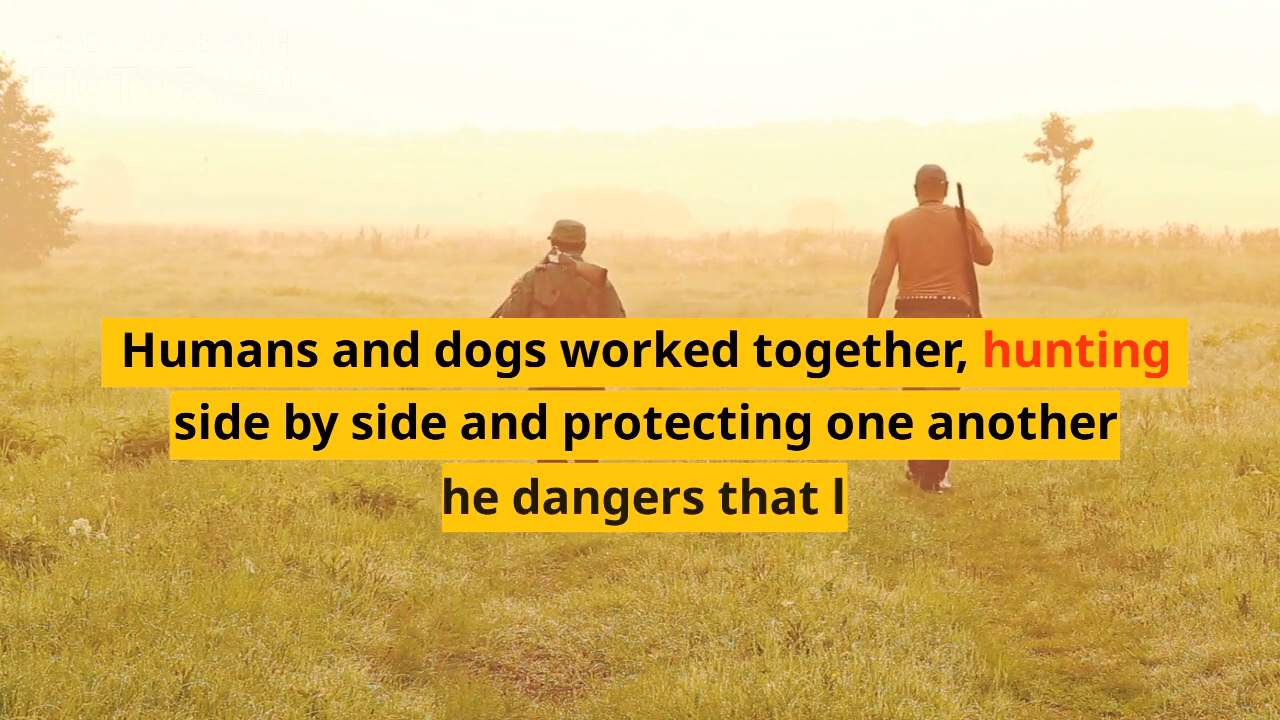 Humans and dogs worked together, hunting
side by side and protecting one another
he dangers that l